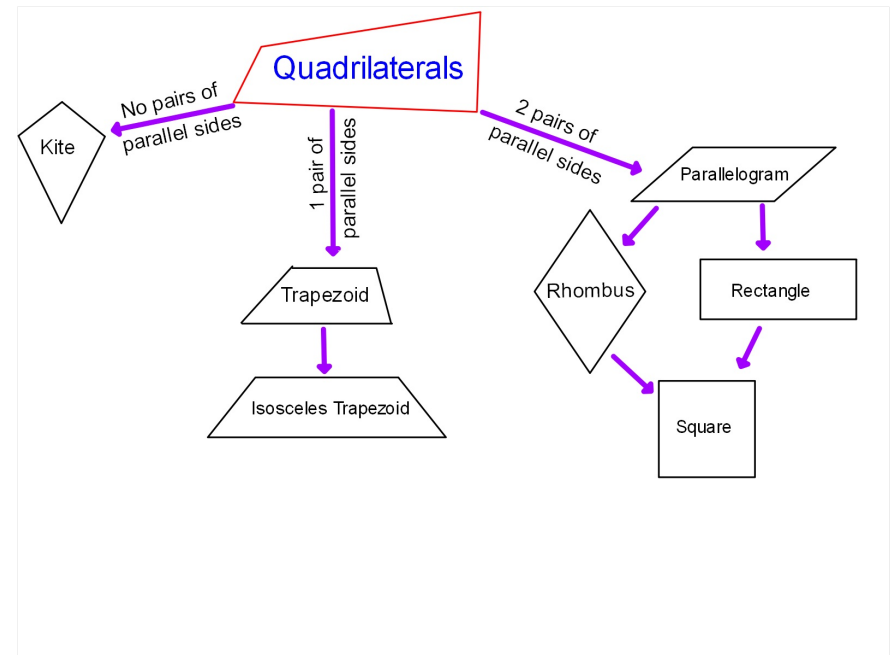 Quadrilaterals
No pairs of
parallel sides
Kite
1 pair of
parallel sides
2 pairs of
parallel sides
Parallelogram
Trapezoid
Rhombus
Rectangle
Isosceles Trapezoid
Square